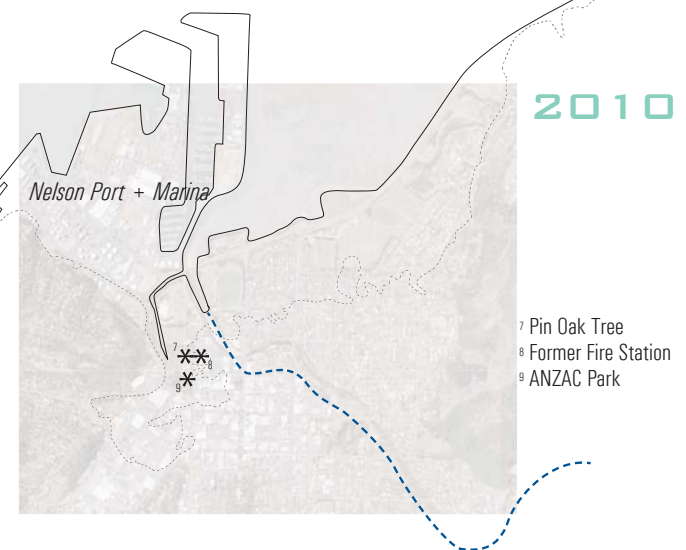 2010
Nelson Port + Marina
7 Pin Oak Tree
8 Former Fire Station
9 ANZAC Park
7
8
9